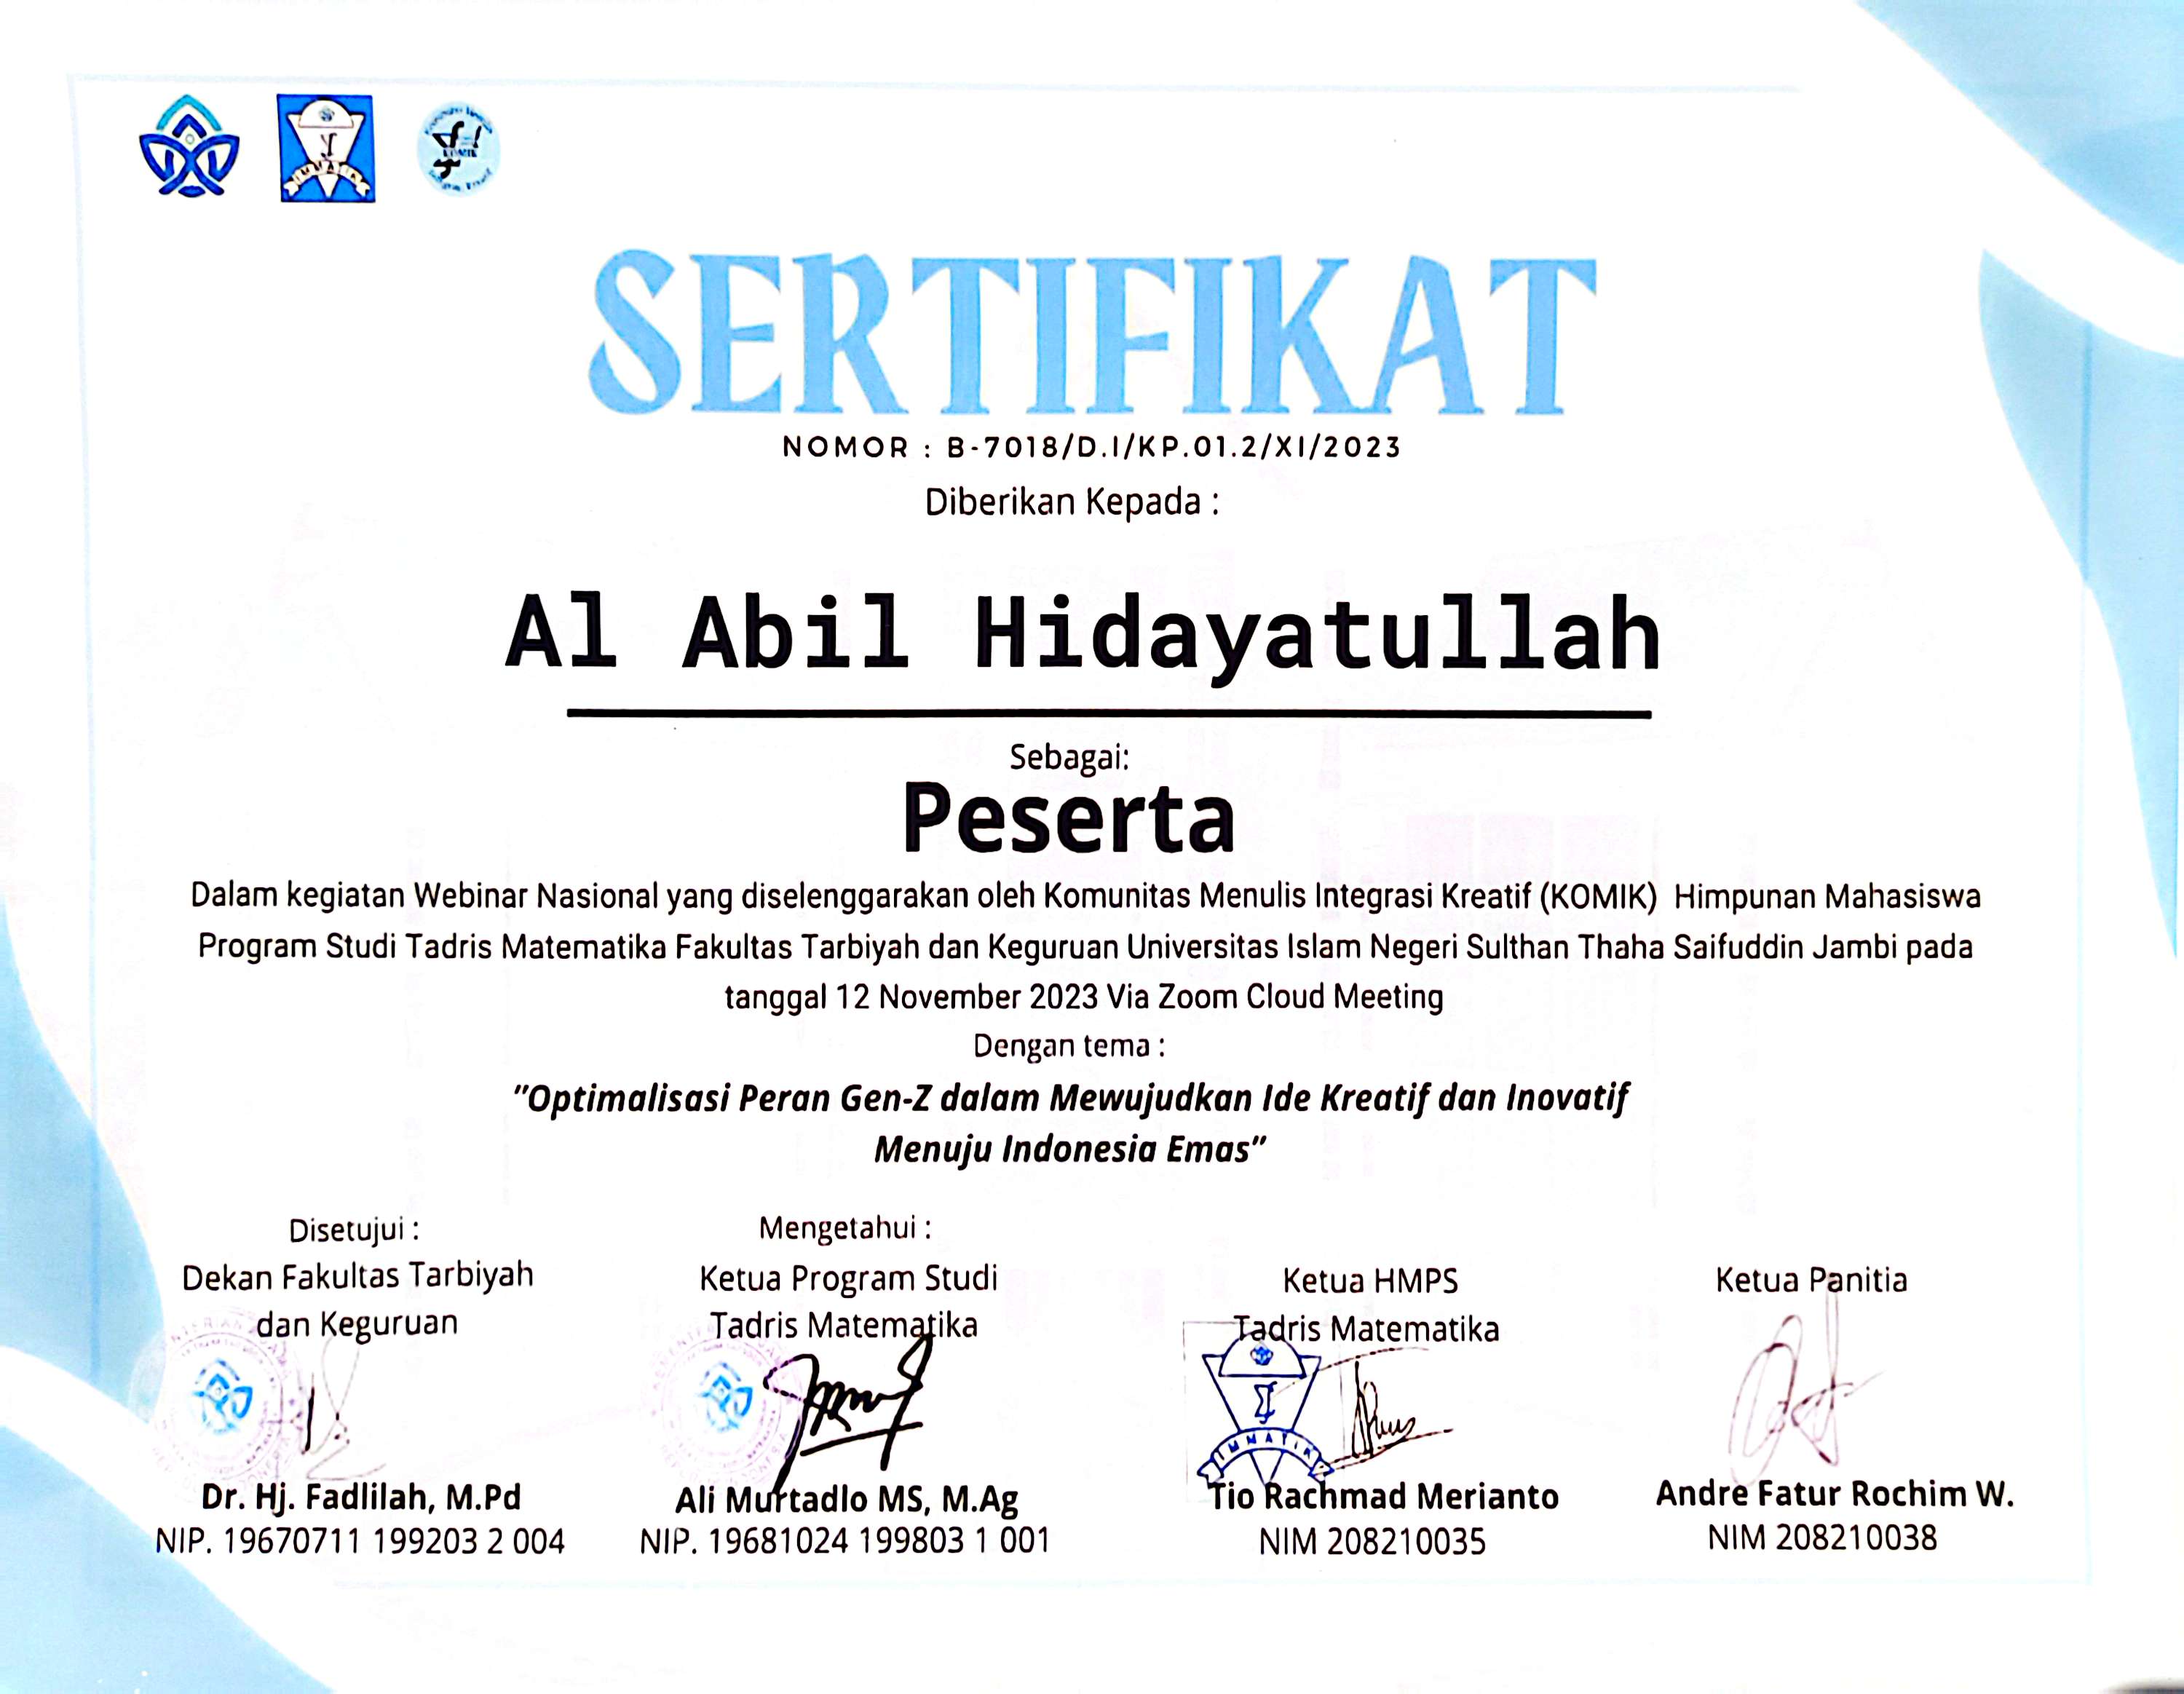 IMMATIK
KOMIK
SERTIFIKAT
NOMOR : B-7018/D.I/KP.01.2/XI/2023
Diberikan Kepada :
Al Abil Hidayatullah
Sebagai:
Peserta
Dalam kegiatan Webinar Nasional yang diselenggarakan oleh Komunitas Menulis Integrasi Kreatif (KOMIK) Himpunan Mahasiswa
Program Studi Tadris Matematika Fakultas Tarbiyah dan Keguruan Universitas Islam Negeri Sulthan Thaha Saifuddin Jambi pada
tanggal 12 November 2023 Via Zoom Cloud Meeting
Dengan tema :
"Optimalisasi Peran Gen-Z dalam Mewujudkan Ide Kreatif dan Inovatif
Menuju Indonesia Emas"
Disetujui :
Dekan Fakultas Tarbiyah
dan Keguruan
Dr. Hj. Fadlilah, M.Pd
NIP. 19670711 199203 2 004
Mengetahui :
Ketua Program Studi
Tadris Matematika
Ali Murtadlo MS, M.Ag
NIP. 19681024 199803 1 001
Ketua HMPS
Tadris Matematika
IMMATIK
Tio Rachmad Merianto
NIM 208210035
Ketua Panitia
Andre Fatur Rochim W.
NIM 208210038